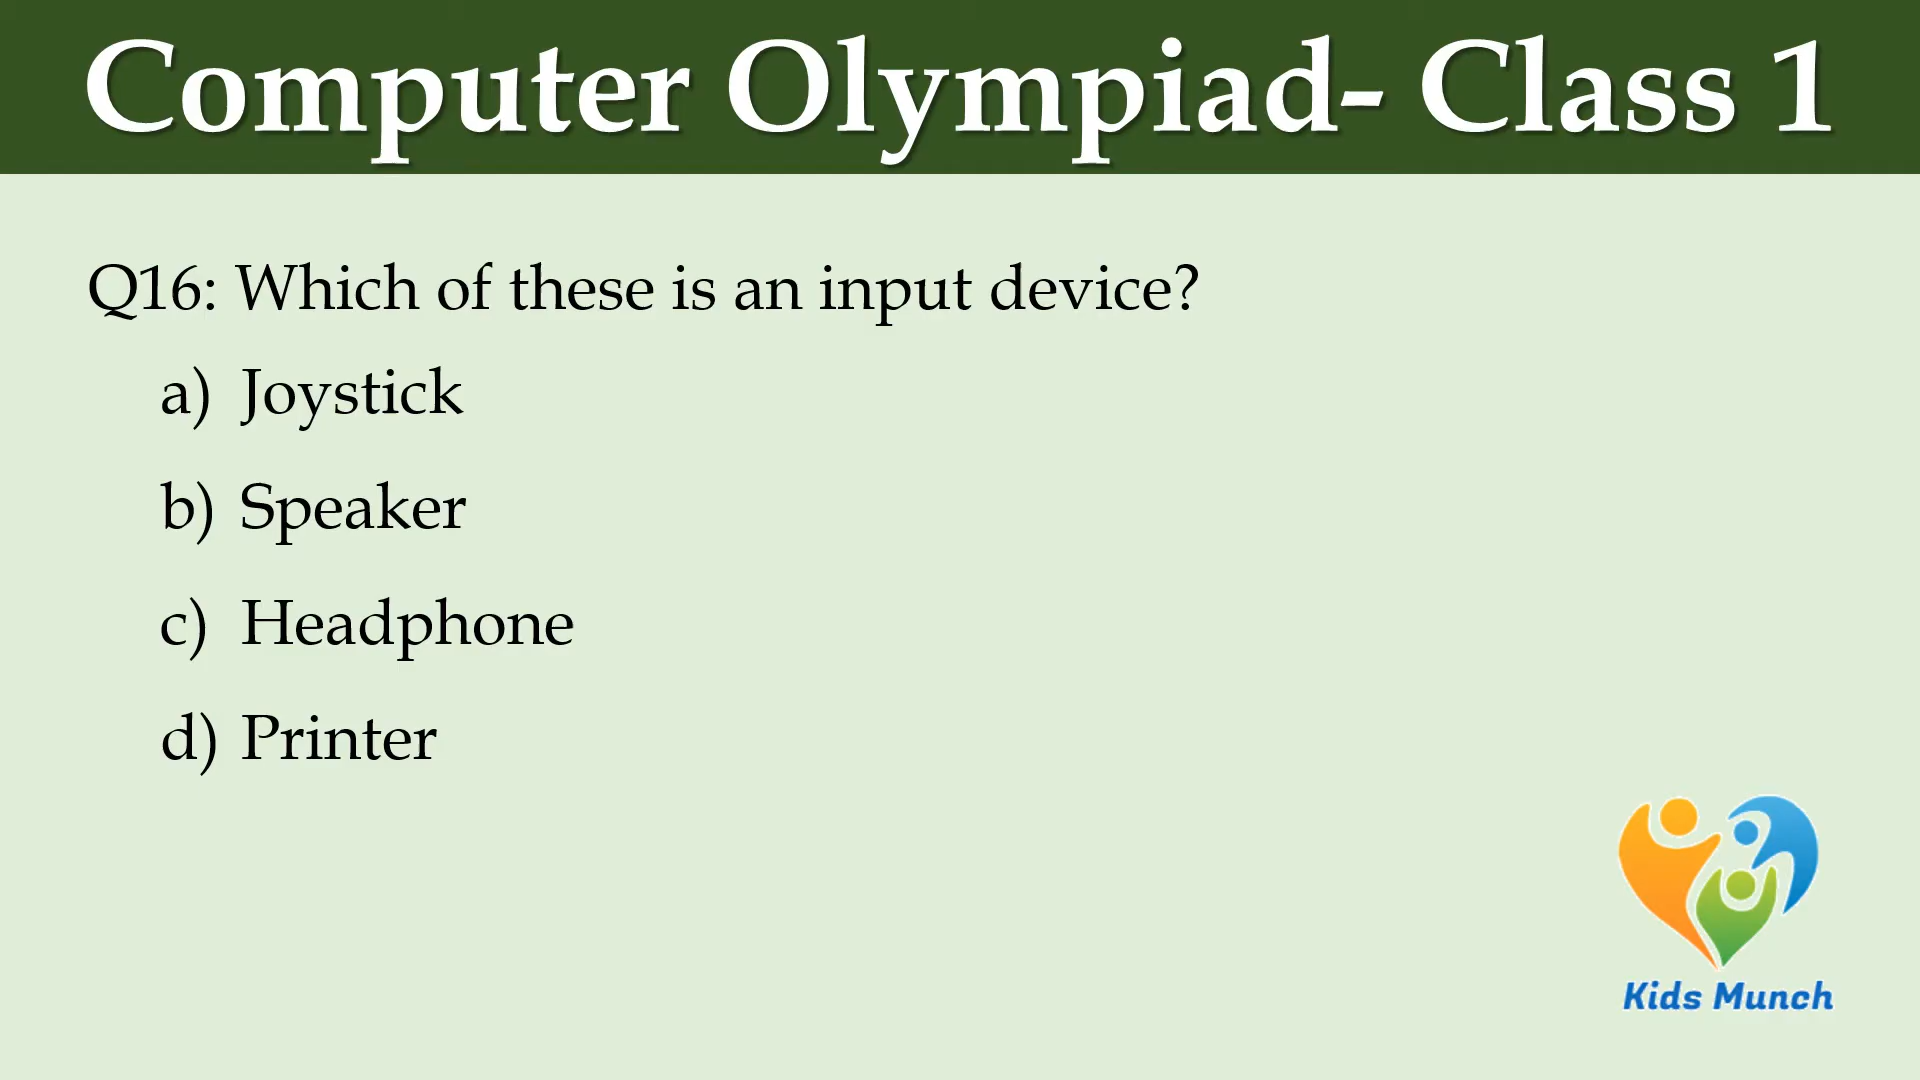 Computer Olympiad- Class 1
Q16: Which of these is an input device?
a) Joystick
b) Speaker
c) Headphone
d) Printer
Kids Munch